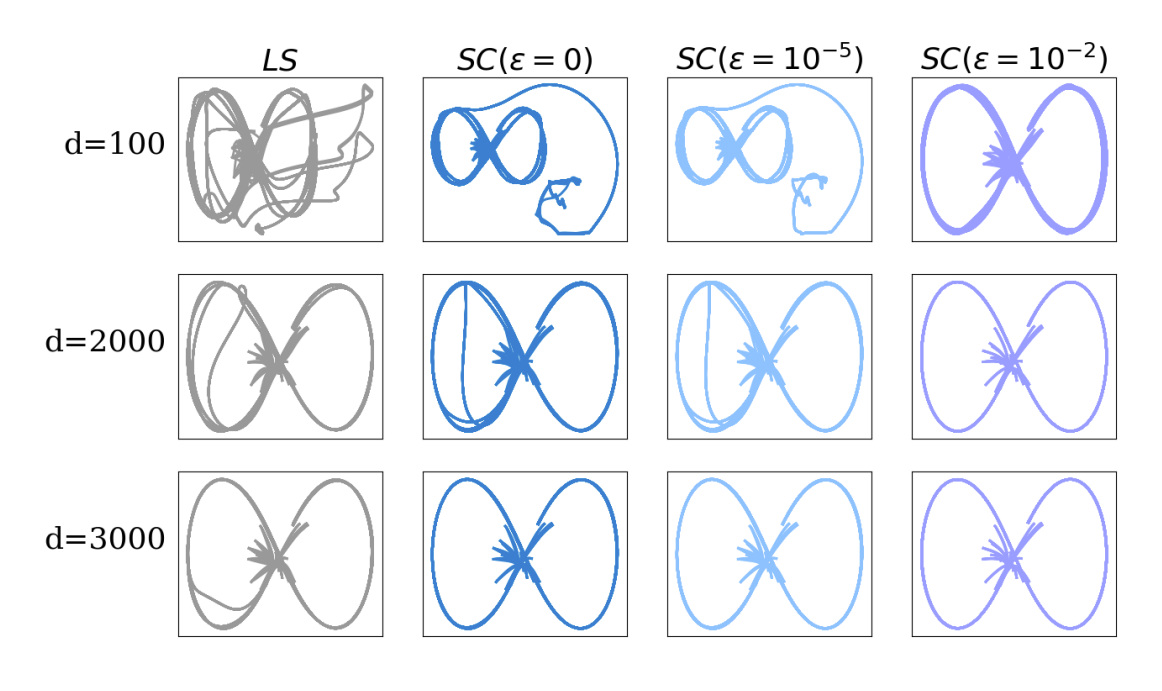 LS SC(ε = 0) SC(ε = 10⁻⁵) SC(ε = 10⁻²)
d=100
d=2000
d=3000